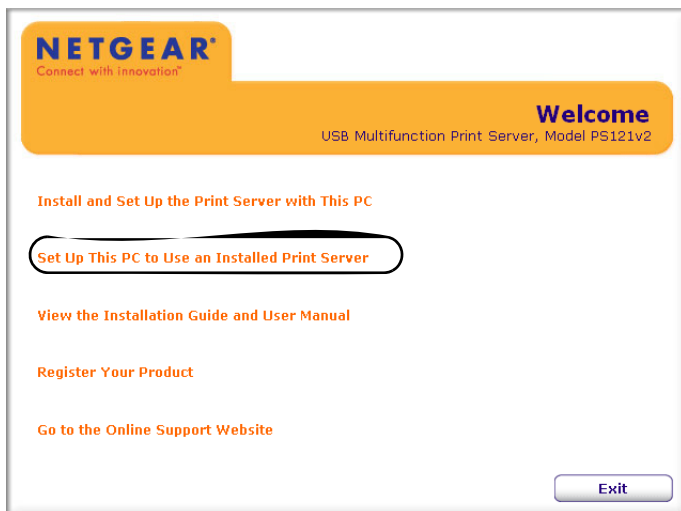 NETGEAR®
Connect with innovation™
Welcome
USB Multifunction Print Server, Model PS121v2
Install and Set Up the Print Server with This PC
Set Up This PC to Use an Installed Print Server
View the Installation Guide and User Manual
Register Your Product
Go to the Online Support Website
Exit